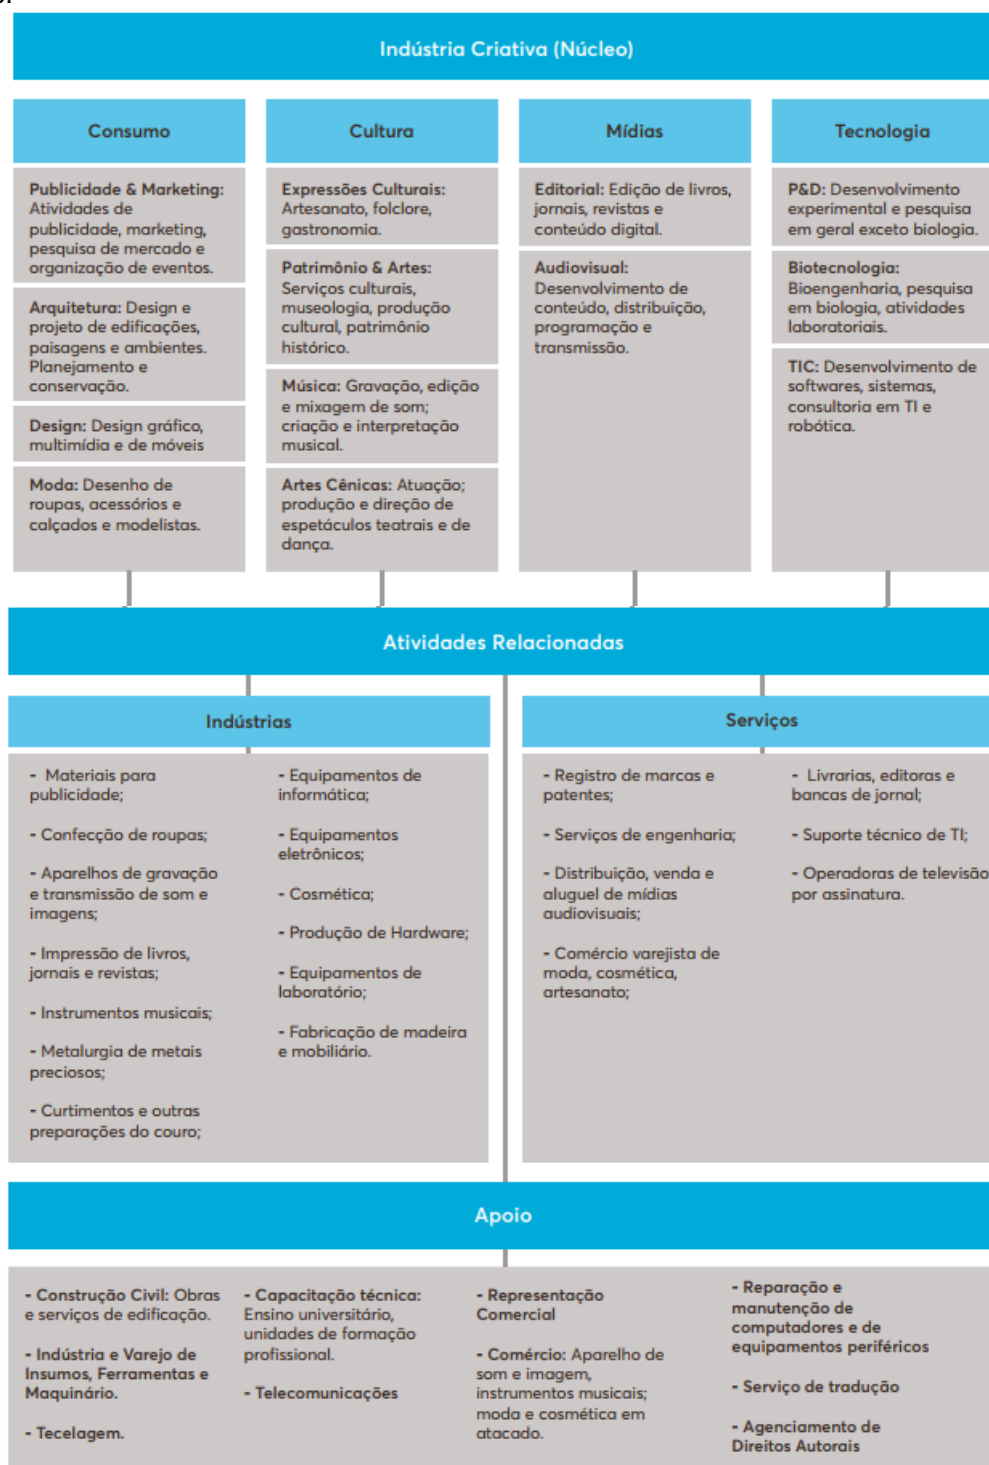 Indústria Criativa (Núcleo)
Consumo
Publicidade & Marketing:
Atividades de
publicidade, marketing,
pesquisa de mercado e
organização de eventos.
Arquitetura: Design e
projeto de edificações,
paisagens e ambientes.
Planejamento e
conservação.
Design: Design gráfico,
multimídia e de móveis
Moda: Desenho de
roupas, acessórios e
calçados e modelistas.
Cultura
Expressões Culturais:
Artesanato, folclore,
gastronomia.
Patrimônio & Artes:
Serviços culturais,
museologia, produção
cultural, patrimônio
histórico.
Música: Gravação, edição
e mixagem de som;
criação e interpretação
musical.
Artes Cênicas: Atuação;
produção e direção de
espetáculos teatrais e de
dança.
Mídias
Editorial: Edição de livros,
jornais, revistas e
conteúdo digital.
Audiovisual:
Desenvolvimento de
conteúdo, distribuição,
programação e
transmissão.
Tecnologia
P&D: Desenvolvimento
experimental e pesquisa
em geral exceto biologia.
Biotecnologia:
Bioengenharia, pesquisa
em biologia, atividades
laboratoriais.
TIC: Desenvolvimento de
softwares, sistemas,
consultoria em TI e
robótica.
Atividades Relacionadas
Indústrias
- Materiais para
publicidade;
- Confecção de roupas;
- Aparelhos de gravação
e transmissão de som e
imagens;
- Impressão de livros,
jornais e revistas;
- Instrumentos musicais;
- Metalurgia de metais
preciosos;
- Curtimentos e outras
preparações do couro;
- Equipamentos de
informática;
- Equipamentos
eletrônicos;
- Cosmética;
- Produção de Hardware;
- Equipamentos de
laboratório;
- Fabricação de madeira
e mobiliário.
Serviços
- Registro de marcas e
patentes;
- Serviços de engenharia;
- Distribuição, venda e
aluguel de mídias
audiovisuais;
- Comércio varejista de
moda, cosmética,
artesanato;
- Livrarias, editoras e
bancas de jornal;
- Suporte técnico de TI;
- Operadoras de televisão
por assinatura.
Apoio
- Construção Civil: Obras
e serviços de edificação.
- Indústria e Varejo de
Insumos, Ferramentas e
Maquinário.
- Tecelagem.
- Capacitação técnica:
Ensino universitário,
unidades de formação
profissional.
- Telecomunicações
- Representação
Comercial
- Comércio: Aparelho de
som e imagem,
instrumentos musicais;
moda e cosmética em
atacado.
- Reparação e
manutenção de
computadores e de
equipamentos periféricos
- Serviço de tradução
- Agenciamento de
Direitos Autorais